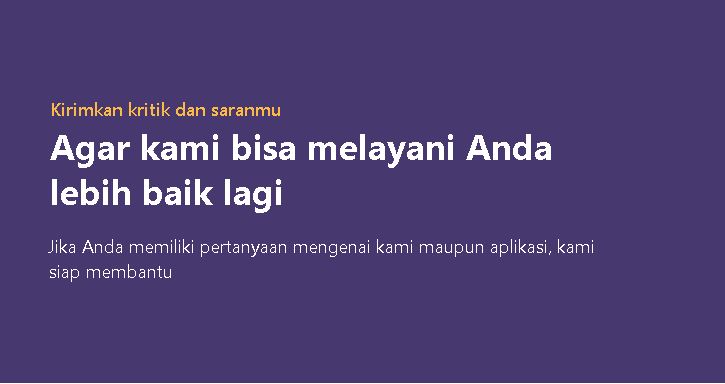 Kirimkan kritik dan saranmu
Agar kami bisa melayani Anda
lebih baik lagi
Jika Anda memiliki pertanyaan mengenai kami maupun aplikasi, kami
siap membantu